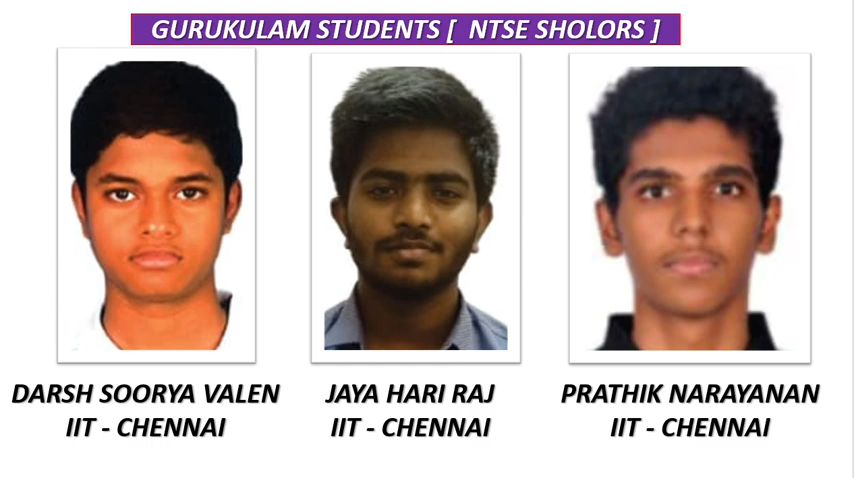 GURUKULAM STUDENTS [ NTSE SHOLORS ]
DARSH SOORYA VALEN
IIT - CHENNAI
JAYA HARI RAJ
IIT - CHENNAI
PRATHIK NARAYANAN
IIT - CHENNAI